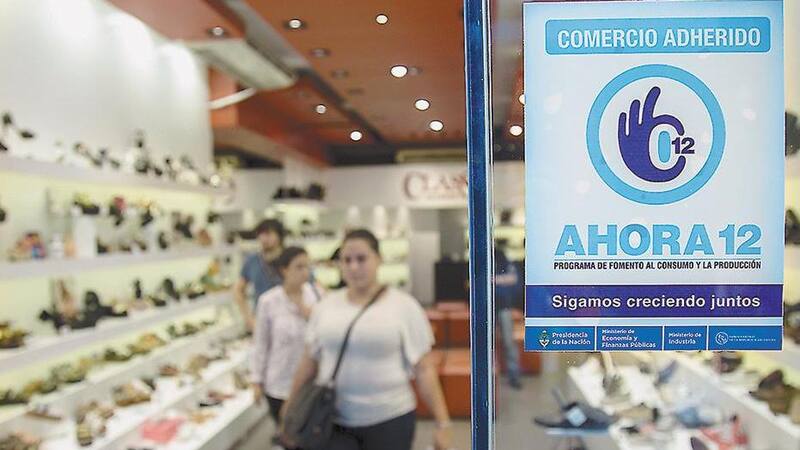 COMERCIO ADHERIDO
12
AHORA 12
PROGRAMA DE FOMENTO AL CONSUMO Y LA PRODUCCIÓN
Sigamos creciendo juntos
Presidencia de la Nación
Ministerio de Economía y Finanzas Públicas
Ministerio de Industria